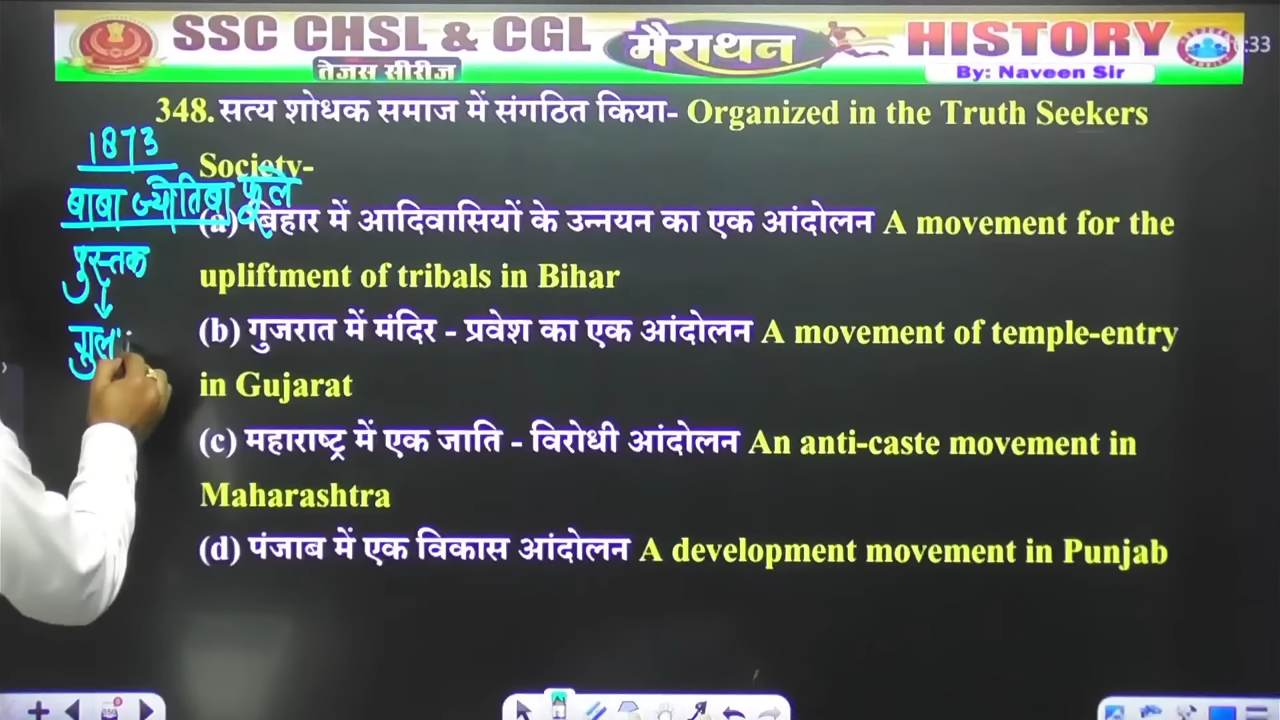 SSC CHSL & CGL
तेजस सीरीज
मैराथन
HISTORY
By: Naveen Sir
:33
348. सत्य शोधक समाज में संगठित किया- Organized in the Truth Seekers
Society-
(a) बिहार में आदिवासियों के उन्नयन का एक आंदोलन A movement for the
upliftment of tribals in Bihar
(b) गुजरात में मंदिर - प्रवेश का एक आंदोलन A movement of temple-entry
in Gujarat
(c) महाराष्ट्र में एक जाति - विरोधी आंदोलन An anti-caste movement in
Maharashtra
(d) पंजाब में एक विकास आंदोलन A development movement in Punjab
1873
बाबा ज्योतिबा फूले
पुस्तक